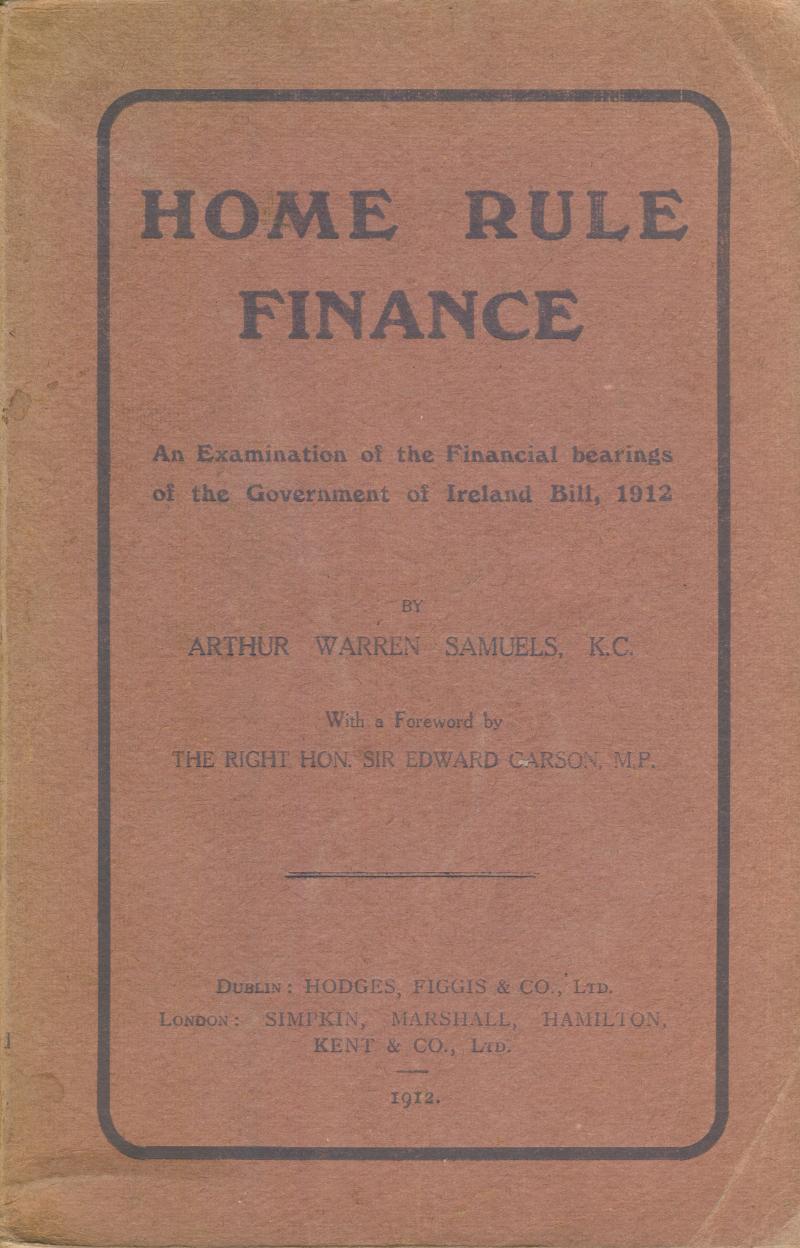 HOME RULE
FINANCE
An Examination of the Financial bearings
of the Government of Ireland Bill, 1912
BY
ARTHUR WARREN SAMUELS, K.C.
With a Foreword by
THE RIGHT HON. SIR EDWARD CARSON, M.P.
DUBLIN: HODGES, FIGGIS & CO., LTD.
LONDON: SIMPKIN, MARSHALL, HAMILTON,
KENT & CO., LTD.
1912.